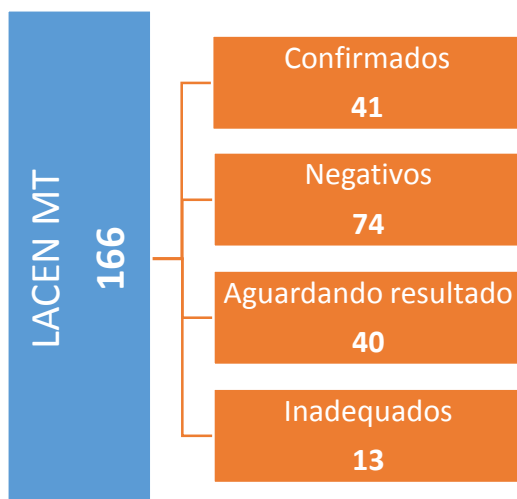 LACEN MT
166
Confirmados
41
Negativos
74
Aguardando resultado
40
Inadequados
13